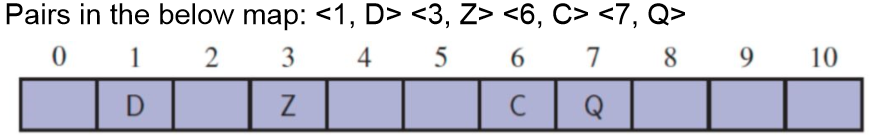 Pairs in the below map: <1, D> <3, Z> <6, C> <7, Q>
0 1 2 3 4 5 6 7 8 9 10
D Z C Q